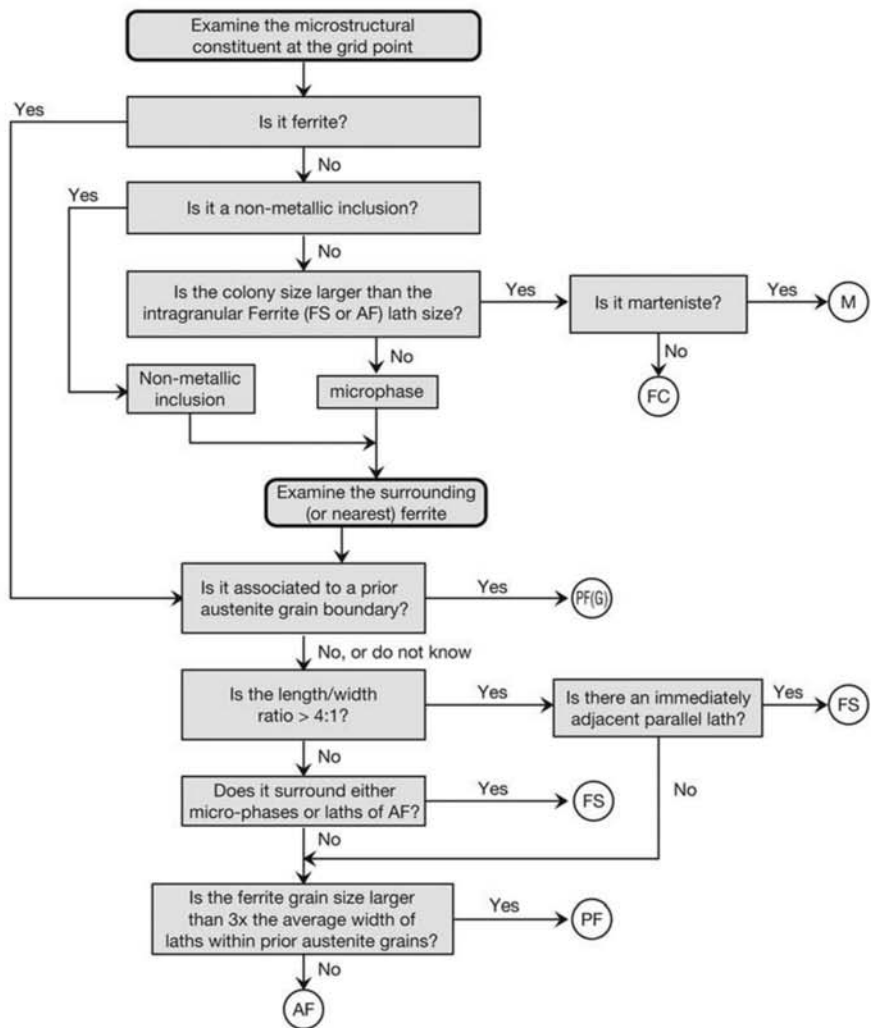 Examine the microstructural
constituent at the grid point
Yes
Is it ferrite?
No
Yes
Is it a non-metallic inclusion?
No
Is the colony size larger than the
intragranular Ferrite (FS or AF) lath size?
Yes
Is it marteniste?
Yes
M
No
No
FC
Non-metallic
inclusion
microphase
Examine the surrounding
(or nearest) ferrite
Is it associated to a prior
austenite grain boundary?
Yes
PF(G)
No, or do not know
Is the length/width
ratio > 4:1?
Yes
Is there an immediately
adjacent parallel lath?
Yes
FS
No
No
Does it surround either
micro-phases or laths of AF?
Yes
FS
No
Is the ferrite grain size larger
than 3x the average width of
laths within prior austenite grains?
Yes
PF
No
AF